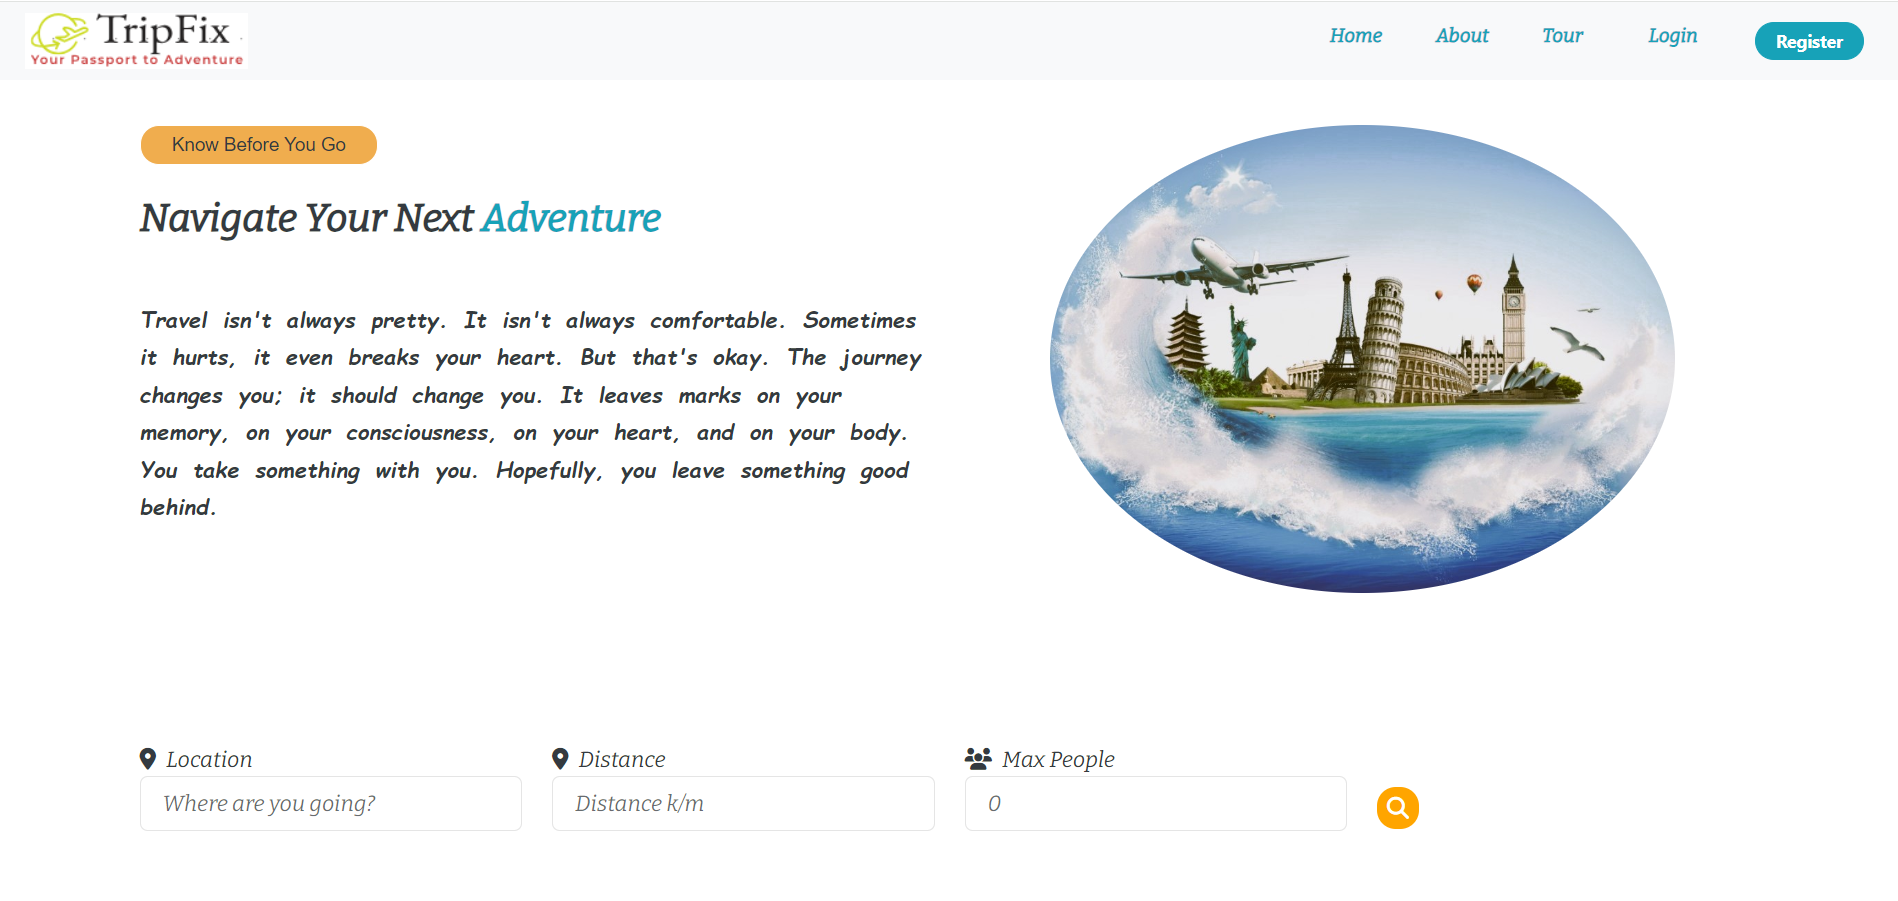 TripFix
Your Passport to Adventure
Home About Tour Login Register
Know Before You Go
Navigate Your Next Adventure
Travel isn't always pretty. It isn't always comfortable. Sometimes
it hurts, it even breaks your heart. But that's okay. The journey
changes you; it should change you. It leaves marks on your
memory, on your consciousness, on your heart, and on your body.
You take something with you. Hopefully, you leave something good
behind.
Location Distance Max People
Where are you going? Distance k/m 0